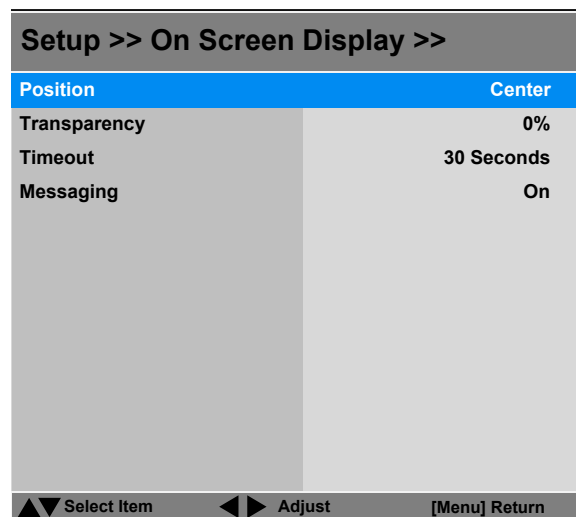 Setup >> On Screen Display >>
Position Center
Transparency 0%
Timeout 30 Seconds
Messaging On
Select Item Adjust [Menu] Return